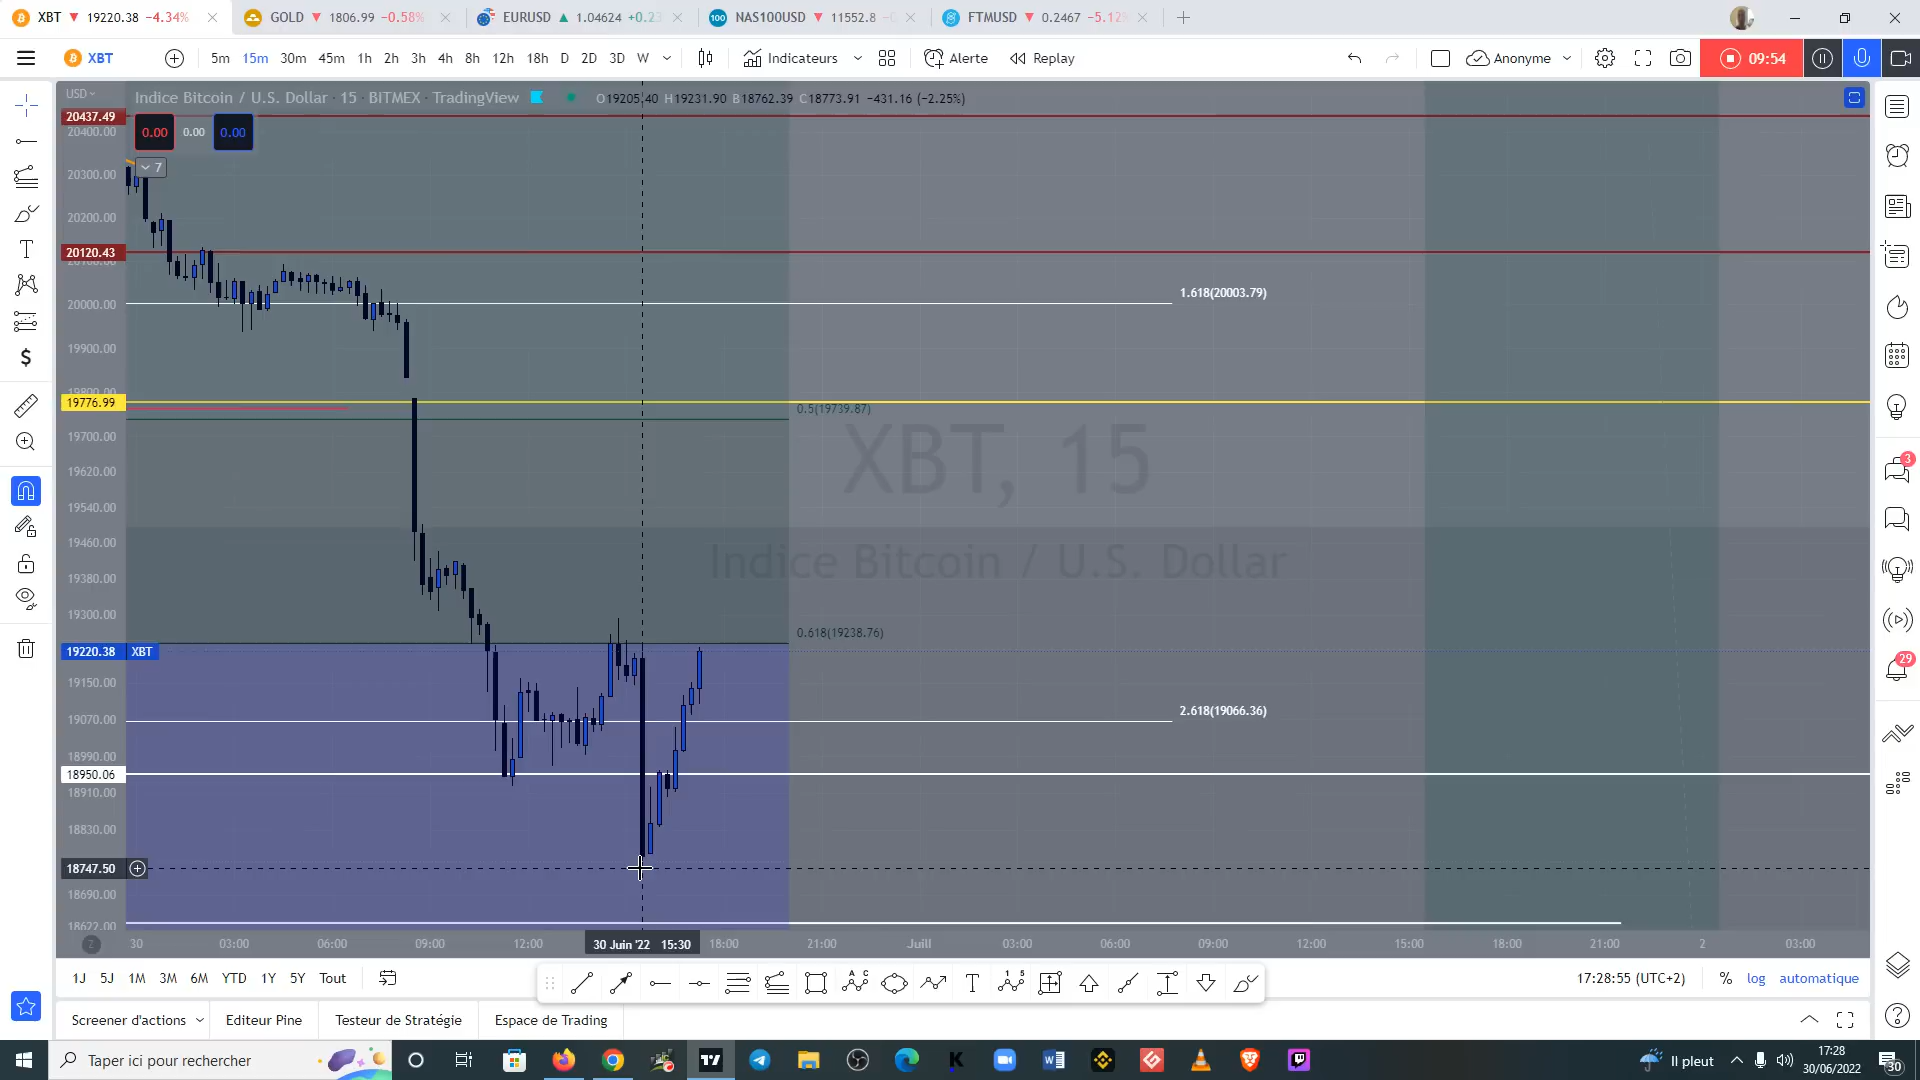 XBT ▼ 19220.38 −4.34%
GOLD ▼ 1806.99 −0.58%
EURUSD ▲ 1.04624
NAS100USD ▼ 11552.8
FTMUSD ▼ 0.2467 −5.12
XBT
5m 15m 30m 45m 1h 2h 3h 4h 8h 12h 18h D 2D 3D W
Indicateurs
Alerte
Replay
Anonyme
09:54
USD
Indice Bitcoin / U.S. Dollar · 15 · BITMEX · TradingView
O19205.40 H19231.90 B18762.39 C18773.91 −431.16 (−2.25%)
0.00 0.00 0.00
7
20437.49
20400.00
20300.00
20200.00
20120.43
20000.00
19900.00
19776.99
19700.00
19620.00
19540.00
19460.00
19380.00
19300.00
19220.38 XBT
19150.00
19070.00
18990.00
18950.06
18910.00
18830.00
18747.50
18690.00
18622.00
1.618(20003.79)
0.5(19739.87)
XBT, 15
Indice Bitcoin / U.S. Dollar
0.618(19238.76)
2.618(19066.36)
Z
30 03:00 06:00 09:00 12:00 30 Juin '22 15:30 18:00 21:00 Juill 03:00 06:00 09:00 12:00 15:00 18:00 21:00 2 03:00
1J 5J 1M 3M 6M YTD 1Y 5Y Tout
17:28:55 (UTC+2) % log automatique
Screener d'actions
Editeur Pine
Testeur de Stratégie
Espace de Trading
3
29
Taper ici pour rechercher
Il pleut
17:28
30/06/2022
30